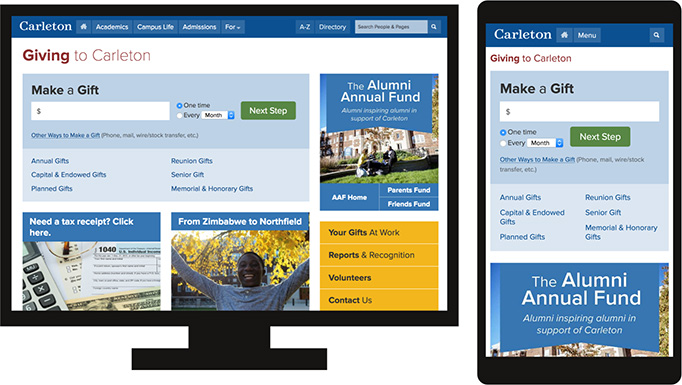 Carleton Academics Campus Life Admissions For A-Z Directory Search People & Pages
Giving to Carleton
Make a Gift
$
One time
Every Month
Next Step
Other Ways to Make a Gift (Phone, mail, wire/stock transfer, etc.)
Annual Gifts
Capital & Endowed Gifts
Planned Gifts
Reunion Gifts
Senior Gift
Memorial & Honorary Gifts
The Alumni
Annual Fund
Alumni inspiring alumni in
support of Carleton
AAF Home
Parents Fund
Friends Fund
Need a tax receipt? Click
here.
1040
From Zimbabwe to Northfield
Your Gifts At Work
Reports & Recognition
Volunteers
Contact Us
Carleton Menu
Giving to Carleton
Make a Gift
$
One time
Every Month
Next Step
Other Ways to Make a Gift (Phone, mail, wire/stock
transfer, etc.)
Annual Gifts
Capital & Endowed
Gifts
Planned Gifts
Reunion Gifts
Senior Gift
Memorial & Honorary
Gifts
The Alumni
Annual Fund
Alumni inspiring alumni in
support of Carleton